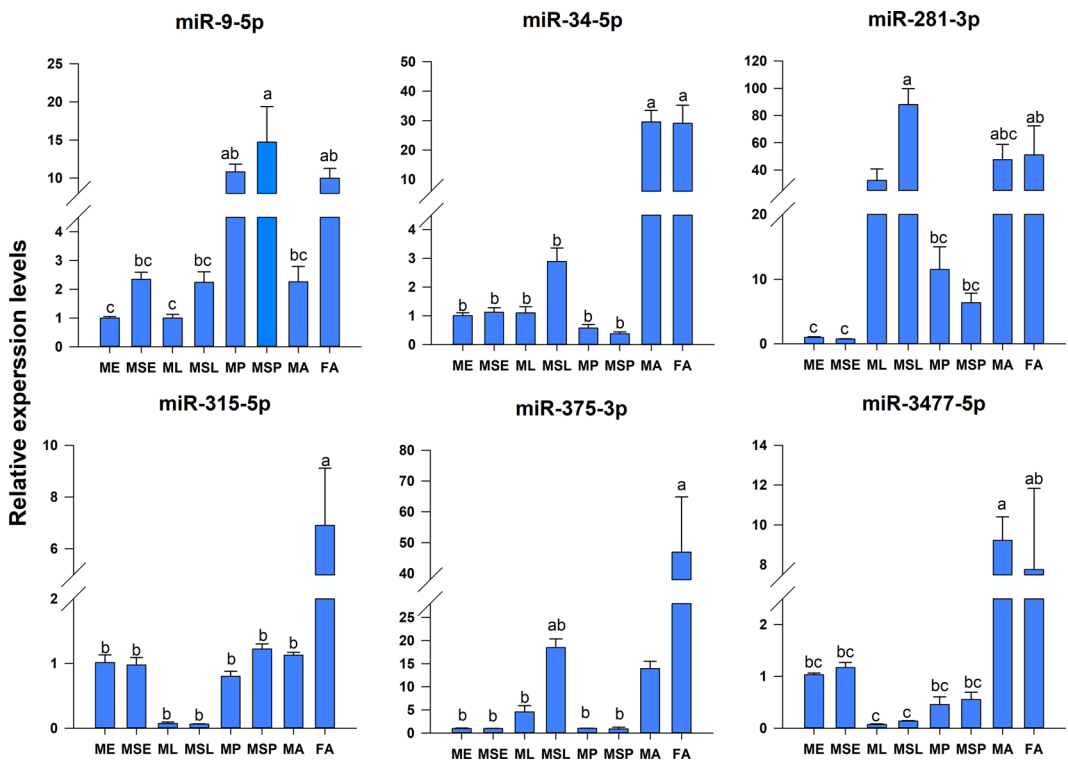 miR-9-5p
25
20
15
10
4
3
2
1
0
c
bc
c
bc
ab
a
bc
ab
ME MSE ML MSL MP MSP MA FA
miR-34-5p
50
40
30
20
10
4
3
2
1
0
b
b
b
b
b
b
a
a
ME MSE ML MSL MP MSP MA FA
miR-281-3p
120
100
80
60
40
20
10
0
c
c
a
bc
bc
abc
ab
ME MSE ML MSL MP MSP MA FA
Relative experssion levels
miR-315-5p
10
8
6
2
1
0
b
b
b
b
b
b
b
a
ME MSE ML MSL MP MSP MA FA
miR-375-3p
80
70
60
50
40
25
20
15
10
5
0
b
b
b
ab
b
b
a
ME MSE ML MSL MP MSP MA FA
miR-3477-5p
14
12
10
8
2
1
0
bc
bc
c
c
bc
bc
a
ab
ME MSE ML MSL MP MSP MA FA